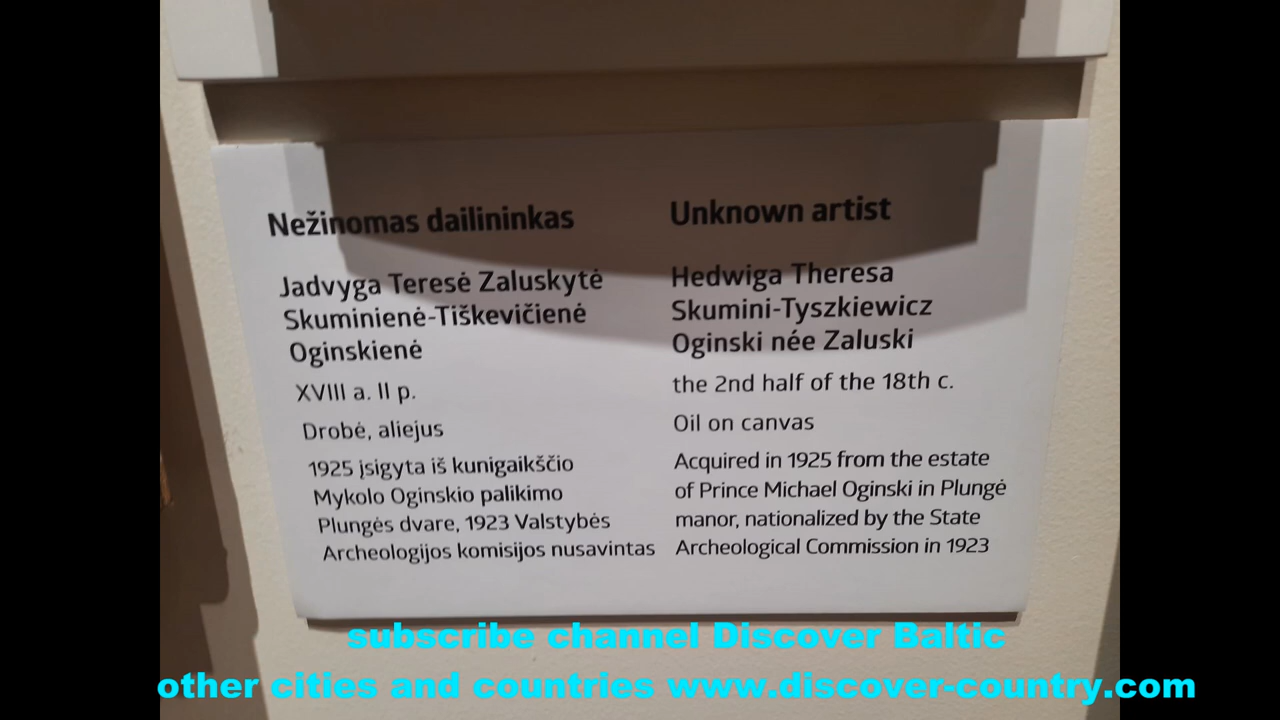 Nežinomas dailininkas
Jadvyga Teresė Zaluskytė
Skuminienė-Tiškevičienė
Oginskienė
XVIII a. II p.
Drobė, aliejus
1925 įsigyta iš kunigaikščio
Mykolo Oginskio palikimo
Plungės dvare, 1923 Valstybės
Archeologijos komisijos nusavintas
Unknown artist
Hedwiga Theresa
Skumini-Tyszkiewicz
Oginski née Zaluski
the 2nd half of the 18th c.
Oil on canvas
Acquired in 1925 from the estate
of Prince Michael Oginski in Plungė
manor, nationalized by the State
Archeological Commission in 1923
subscribe channel Discover Baltic
other cities and countries www.discover-country.com